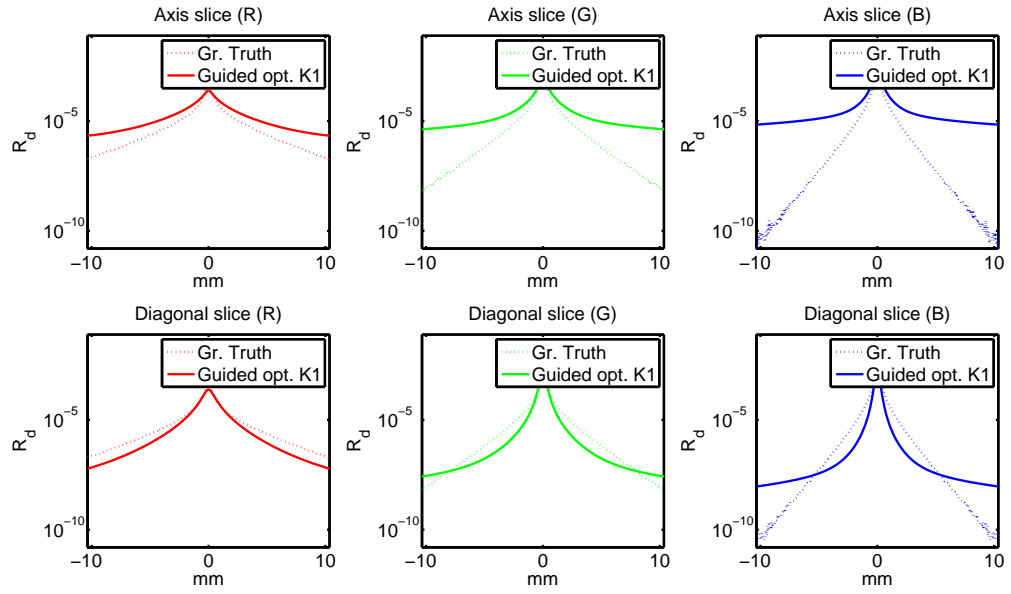 Axis slice (R)
Gr. Truth
Guided opt. K1
R_d
10^−5
10^−10
−10 0 10
mm
Axis slice (G)
Gr. Truth
Guided opt. K1
R_d
10^−5
10^−10
−10 0 10
mm
Axis slice (B)
Gr. Truth
Guided opt. K1
R_d
10^−5
10^−10
−10 0 10
mm
Diagonal slice (R)
Gr. Truth
Guided opt. K1
R_d
10^−5
10^−10
−10 0 10
mm
Diagonal slice (G)
Gr. Truth
Guided opt. K1
R_d
10^−5
10^−10
−10 0 10
mm
Diagonal slice (B)
Gr. Truth
Guided opt. K1
R_d
10^−5
10^−10
−10 0 10
mm